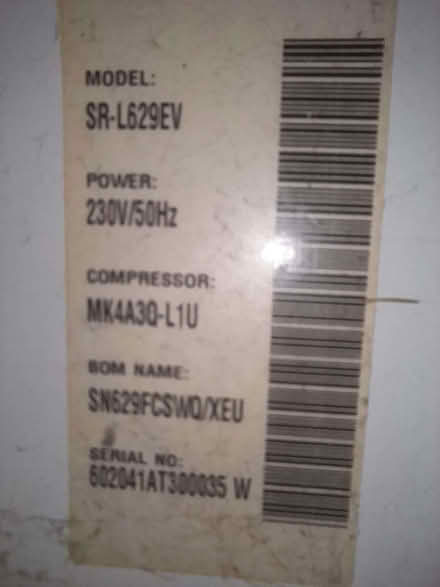 MODEL:
SR-L629EV
POWER:
230V/50Hz
COMPRESSOR:
MK4A3Q-L1U
BOM NAME:
SN629FCSWQ/XEU
SERIAL NO:
602041AT300035 W